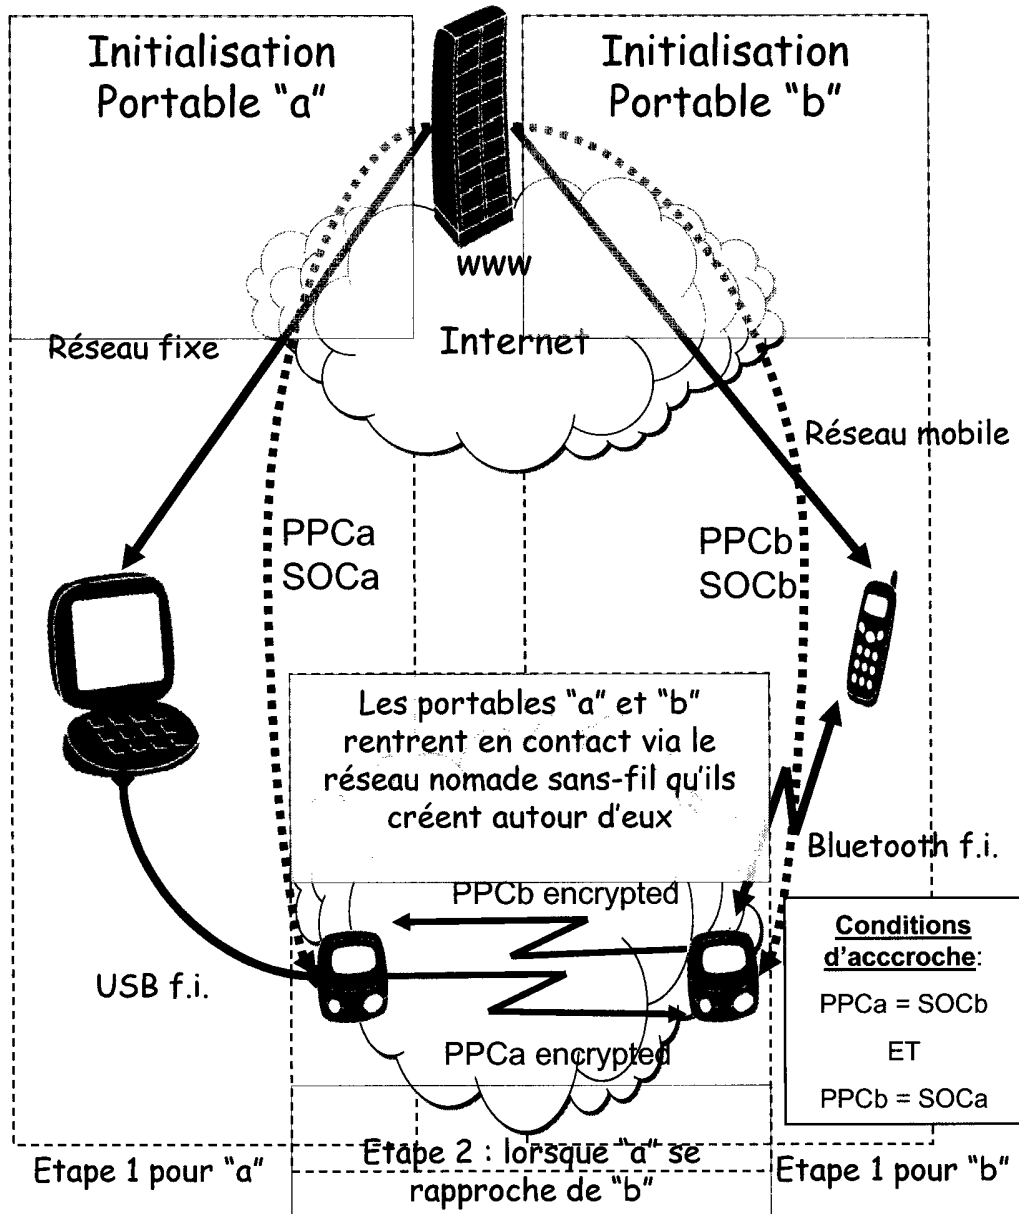 Initialisation
Portable "a"
Initialisation
Portable "b"
www
Internet
Réseau fixe
Réseau mobile
PPCa
SOCa
PPCb
SOCb
Les portables "a" et "b"
rentrent en contact via le
réseau nomade sans-fil qu'ils
créent autour d'eux
Bluetooth f.i.
PPCb encrypted
USB f.i.
PPCa encrypted
Conditions
d'acccroche:
PPCa = SOCb
ET
PPCb = SOCa
Etape 1 pour "a"
Etape 2 : lorsque "a" se
rapproche de "b"
Etape 1 pour "b"